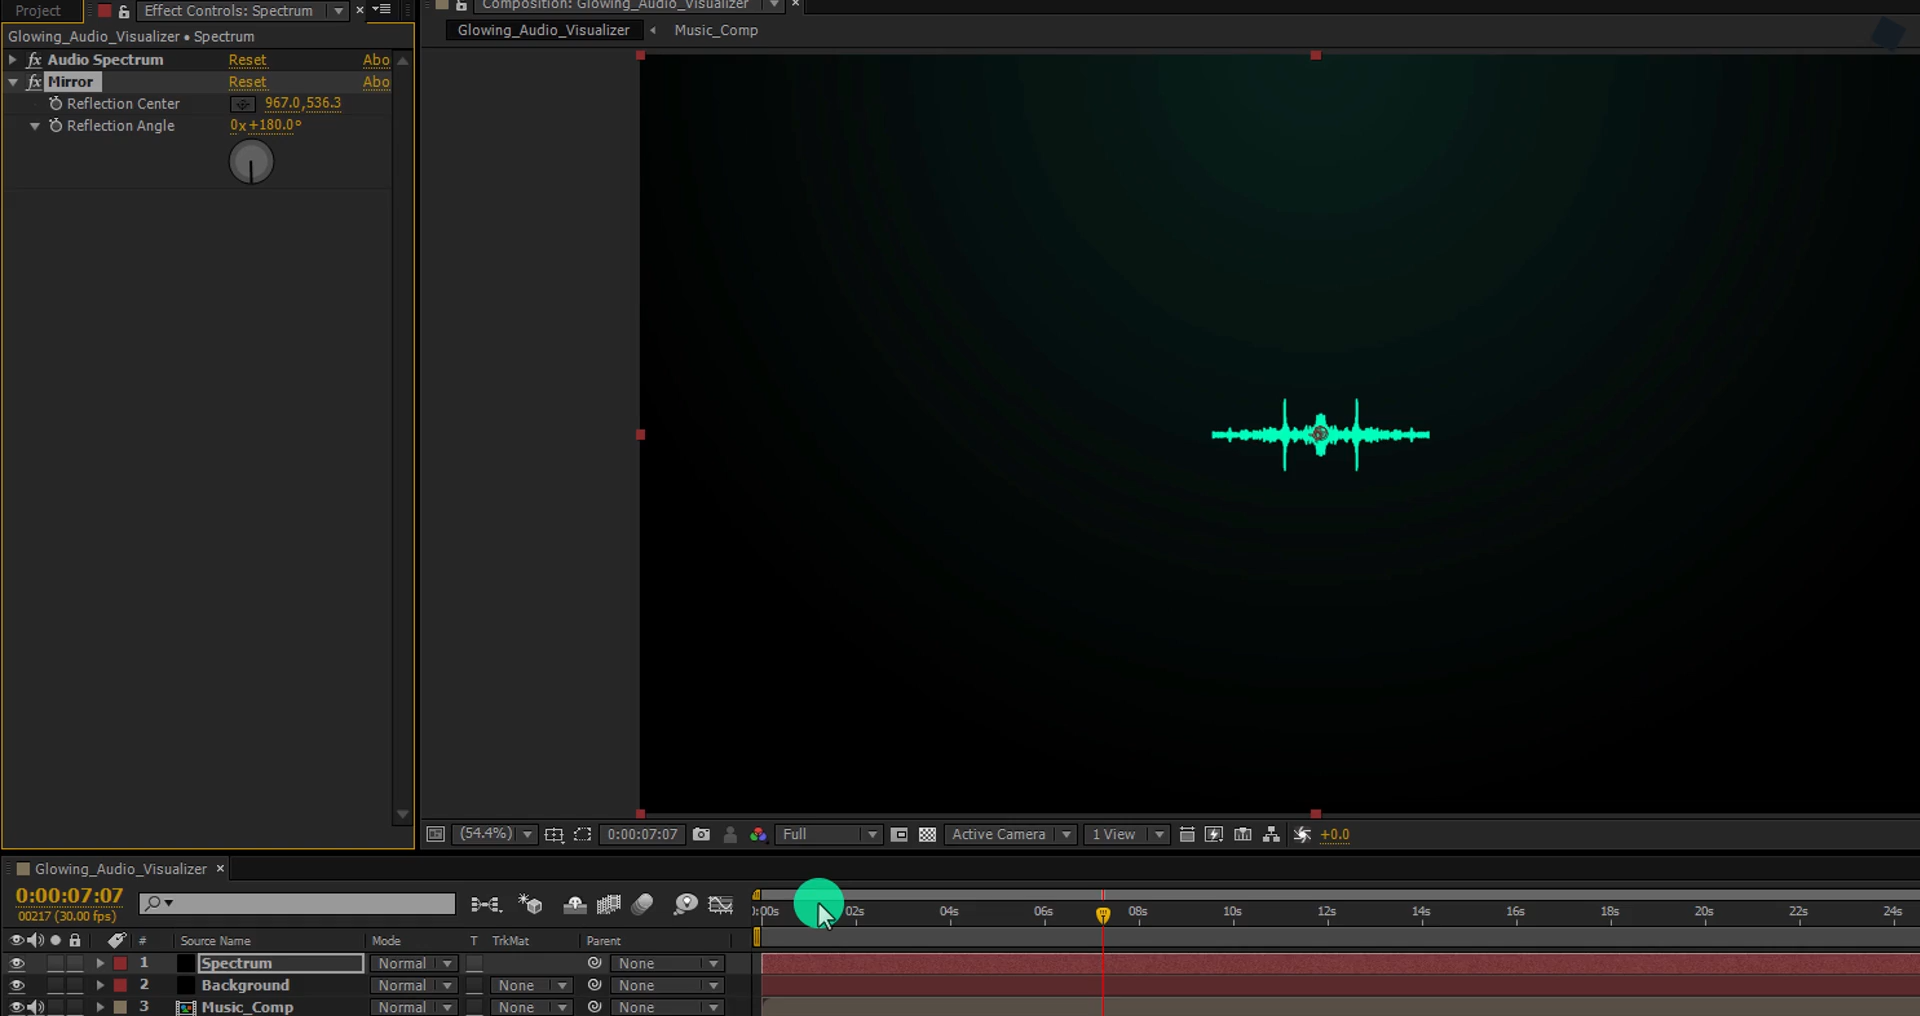 Project
Effect Controls: Spectrum
Composition: Glowing_Audio_Visualizer
Glowing_Audio_Visualizer • Spectrum
Glowing_Audio_Visualizer
Music_Comp
fx Audio Spectrum Reset Abo
fx Mirror Reset Abo
Reflection Center 967.0,536.3
Reflection Angle 0x+180.0°
(54.4%) 0:00:07:07 Full Active Camera 1 View +0.0
Glowing_Audio_Visualizer
0:00:07:07
00217 (30.00 fps)
:00s 02s 04s 06s 08s 10s 12s 14s 16s 18s 20s 22s 24s
# Source Name Mode T TrkMat Parent
1 Spectrum Normal None
2 Background Normal None None
3 Music_Comp Normal None None